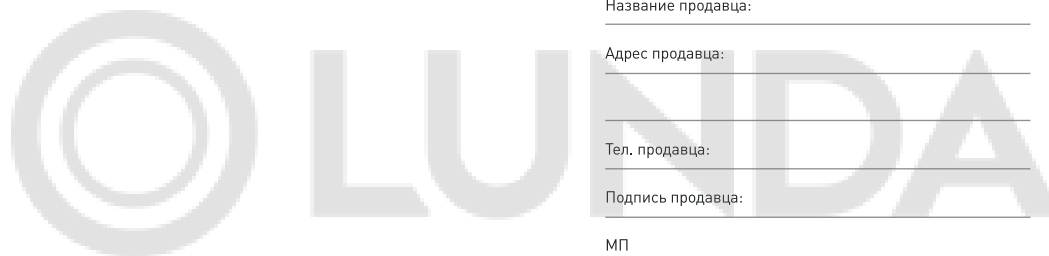 Название продавца:
Адрес продавца:
LUNDA
Тел. продавца:
Подпись продавца:
МП